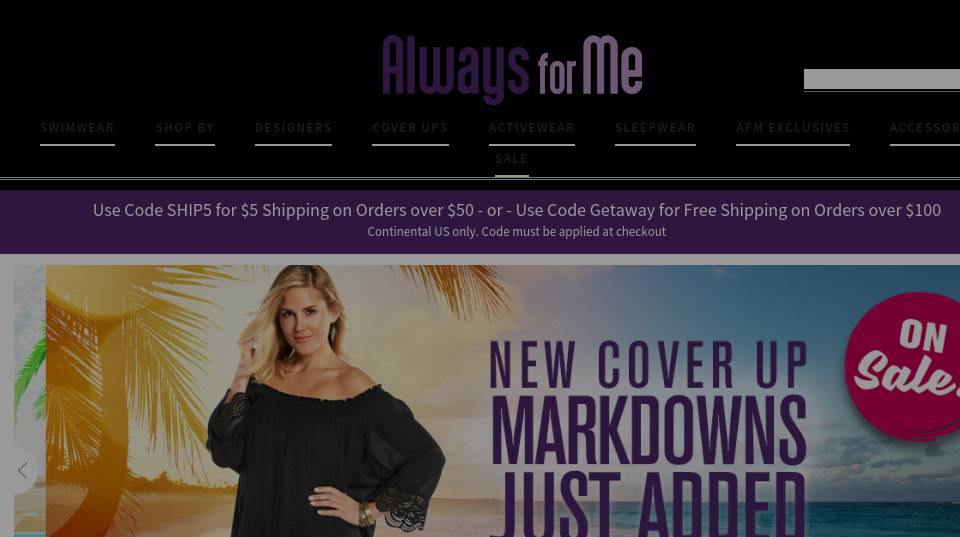 Always for Me
SWIMWEAR SHOP BY DESIGNERS COVER UPS ACTIVEWEAR SLEEPWEAR AFM EXCLUSIVES ACCESSOR
SALE
Use Code SHIP5 for $5 Shipping on Orders over $50 - or - Use Code Getaway for Free Shipping on Orders over $100
Continental US only. Code must be applied at checkout
NEW COVER UP
MARKDOWNS
JUST ADDED
ON
Sale!